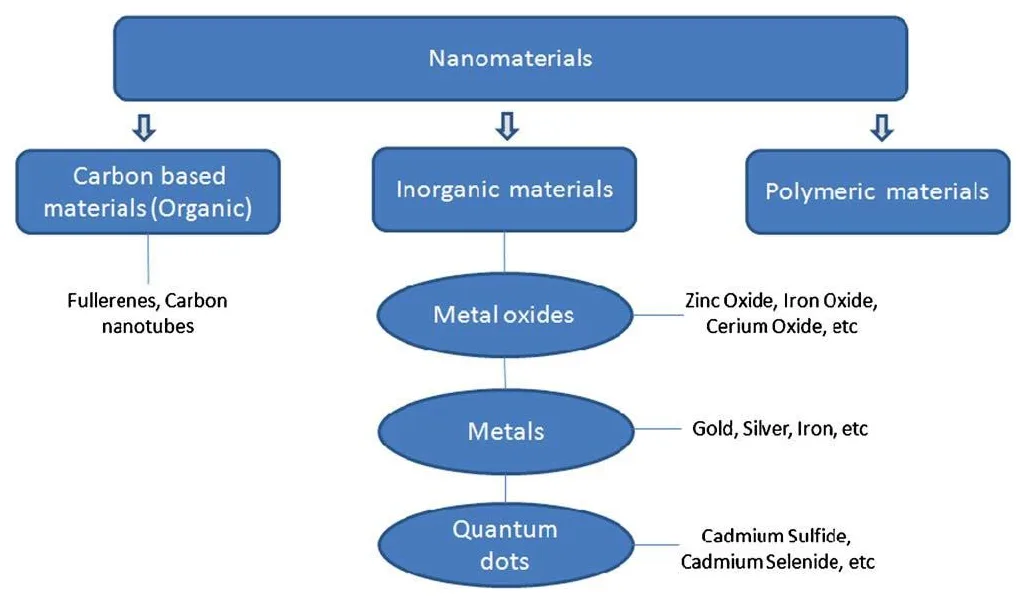 Nanomaterials
Carbon based
materials (Organic)
Inorganic materials
Polymeric materials
Fullerenes, Carbon
nanotubes
Metal oxides
Zinc Oxide, Iron Oxide,
Cerium Oxide, etc
Metals
Gold, Silver, Iron, etc
Quantum
dots
Cadmium Sulfide,
Cadmium Selenide, etc